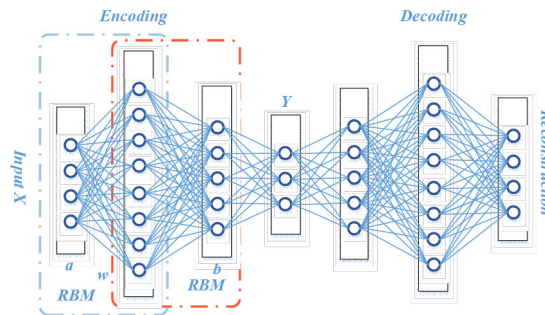 Encoding
Decoding
Input X
Y
Reconstruction
a
w
b
RBM
RBM